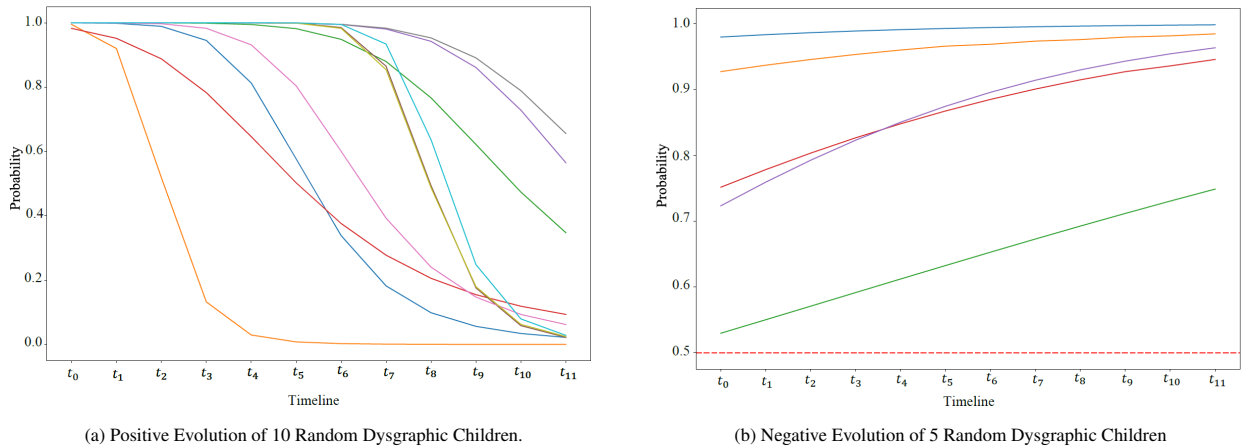 1.0
0.8
0.6
0.4
0.2
0.0
Probability
t₀ t₁ t₂ t₃ t₄ t₅ t₆ t₇ t₈ t₉ t₁₀ t₁₁
Timeline
(a) Positive Evolution of 10 Random Dysgraphic Children.
1.0
0.9
0.8
0.7
0.6
0.5
Probability
t₀ t₁ t₂ t₃ t₄ t₅ t₆ t₇ t₈ t₉ t₁₀ t₁₁
Timeline
(b) Negative Evolution of 5 Random Dysgraphic Children